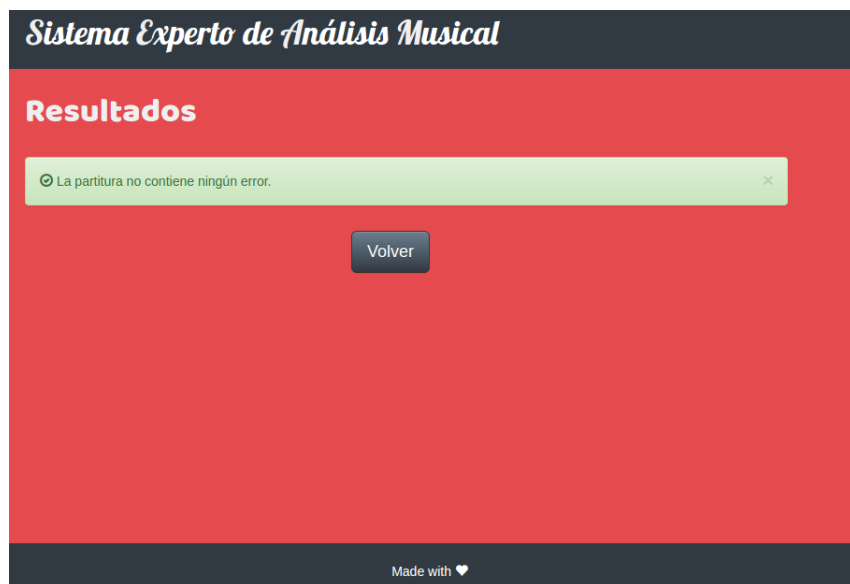 Sistema Experto de Análisis Musical
Resultados
La partitura no contiene ningún error.
×
Volver
Made with ♥